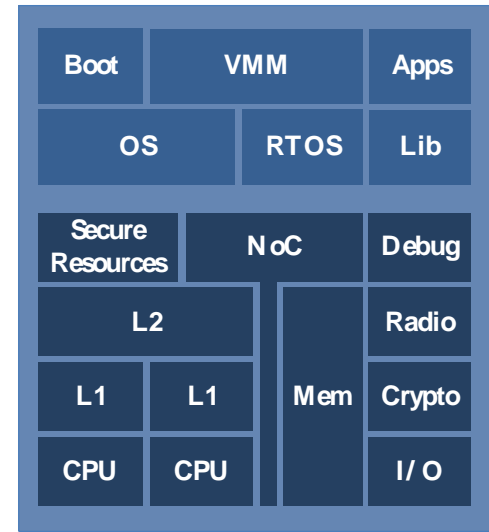 Boot VMM Apps
OS RTOS Lib
Secure
Resources NoC Debug
L2 Radio
L1 L1 Mem Crypto
CPU CPU I/O